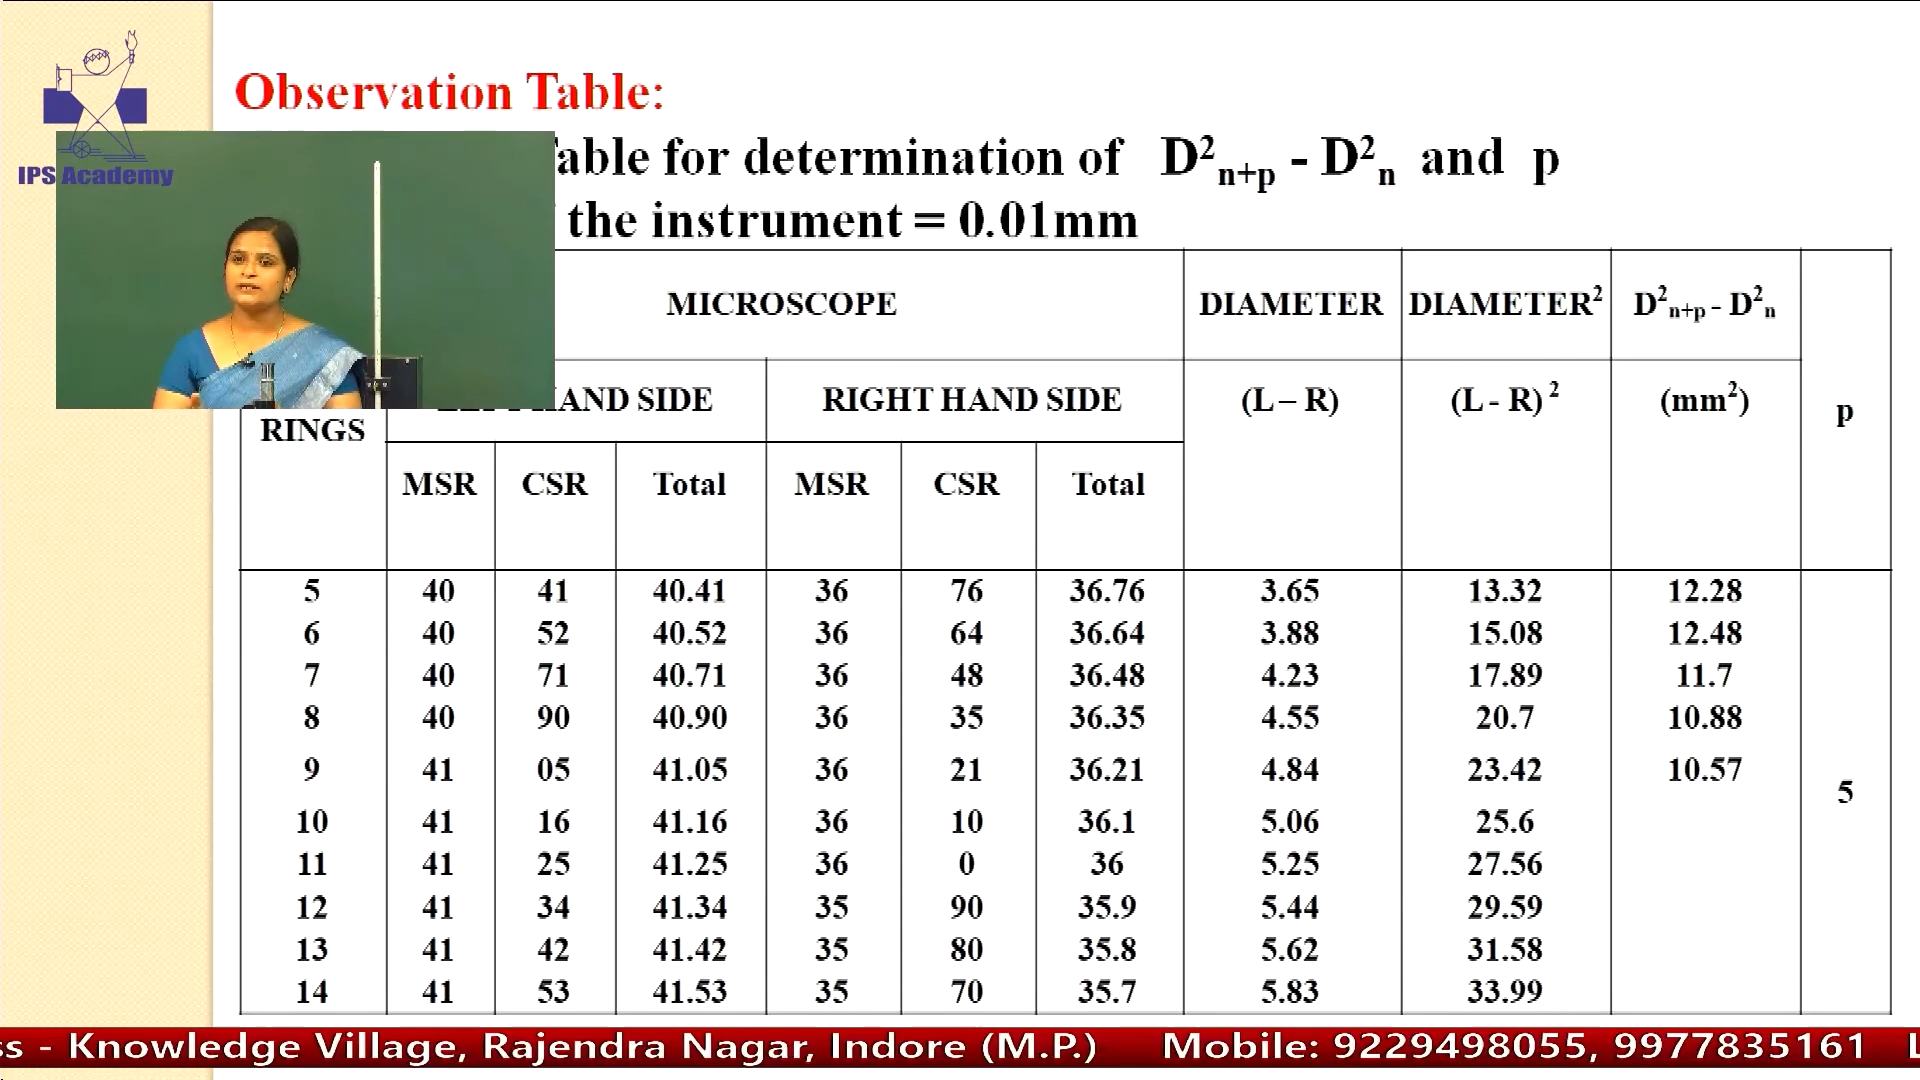 IPS Academy
Observation Table:
able for determination of D²ₙ₊ₚ - D²ₙ and p
the instrument = 0.01mm
MICROSCOPE DIAMETER DIAMETER² D²ₙ₊ₚ - D²ₙ p
RINGS HAND SIDE RIGHT HAND SIDE (L – R) (L - R) ² (mm²)
MSR CSR Total MSR CSR Total
5 40 41 40.41 36 76 36.76 3.65 13.32 12.28
6 40 52 40.52 36 64 36.64 3.88 15.08 12.48
7 40 71 40.71 36 48 36.48 4.23 17.89 11.7
8 40 90 40.90 36 35 36.35 4.55 20.7 10.88
9 41 05 41.05 36 21 36.21 4.84 23.42 10.57 5
10 41 16 41.16 36 10 36.1 5.06 25.6
11 41 25 41.25 36 0 36 5.25 27.56
12 41 34 41.34 35 90 35.9 5.44 29.59
13 41 42 41.42 35 80 35.8 5.62 31.58
14 41 53 41.53 35 70 35.7 5.83 33.99
ss - Knowledge Village, Rajendra Nagar, Indore (M.P.) Mobile: 9229498055, 9977835161